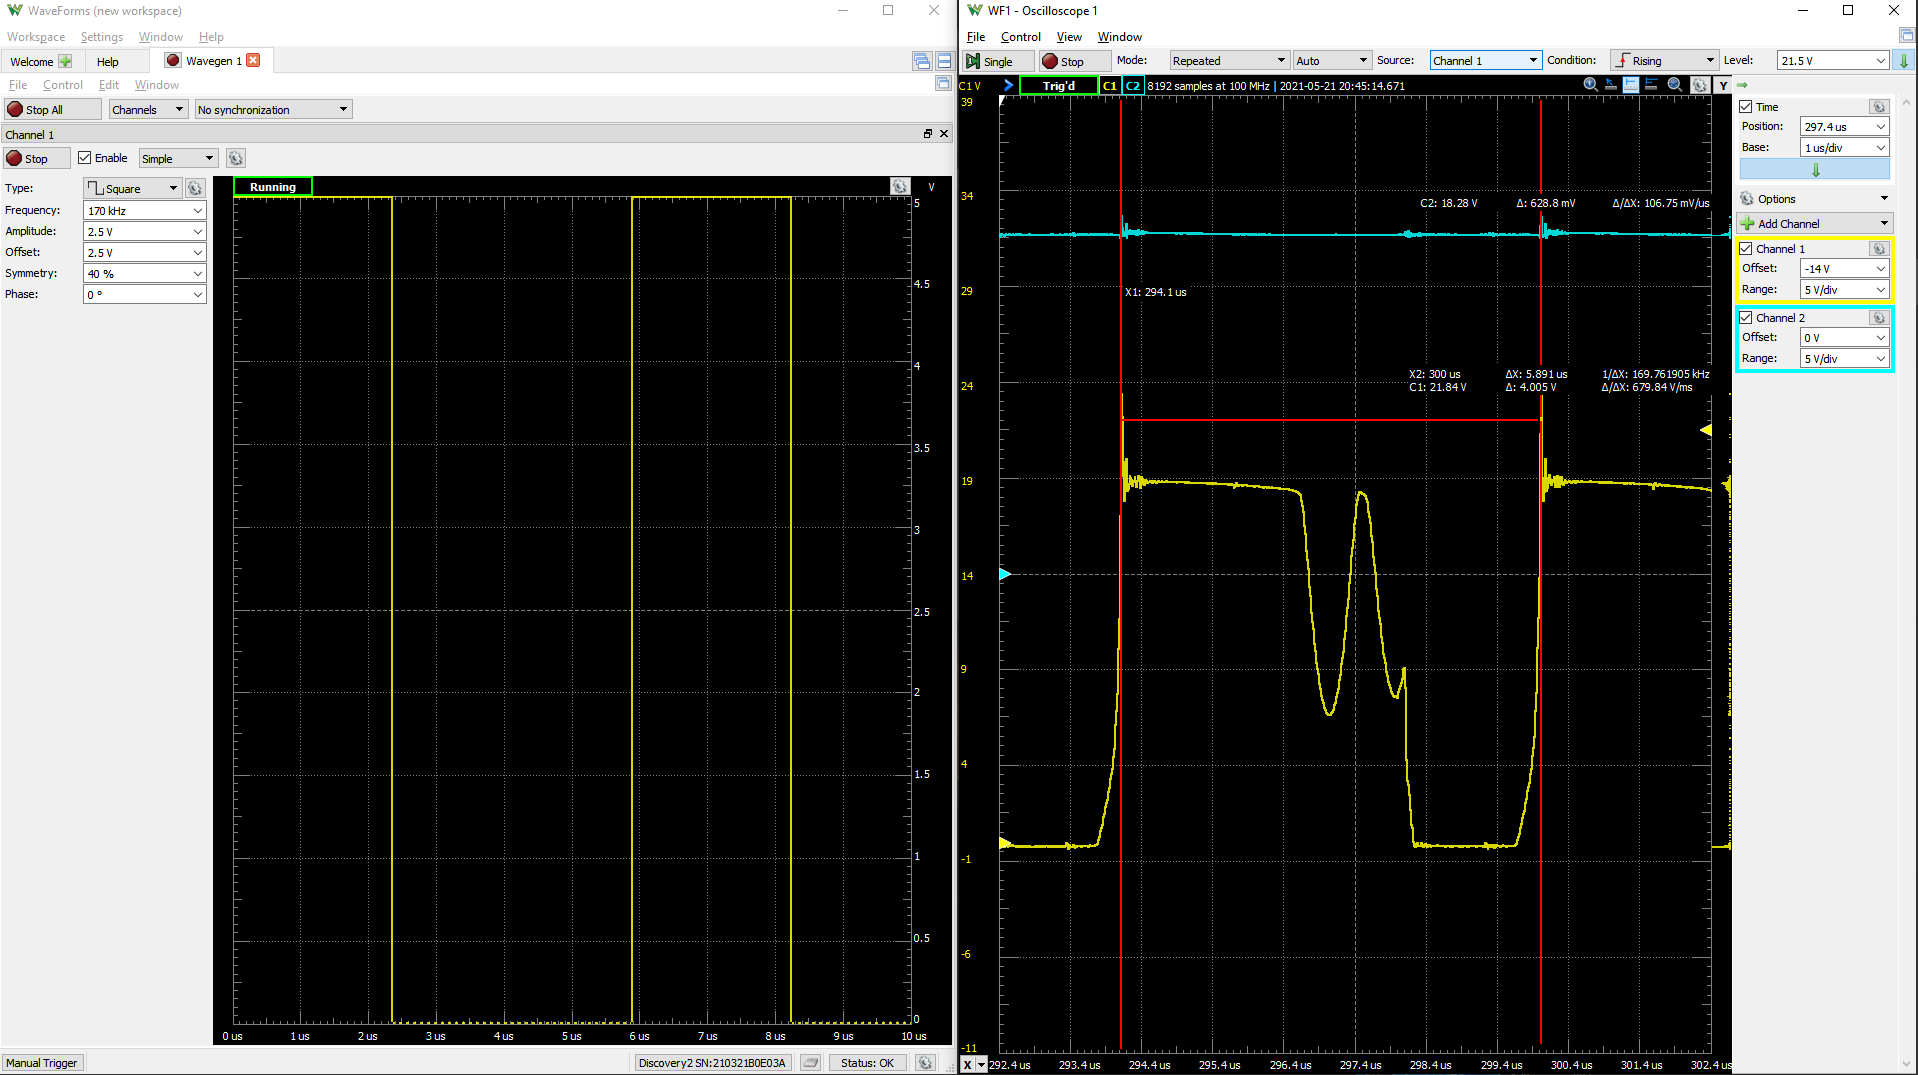 WaveForms (new workspace)
Workspace Settings Window Help
Welcome Help Wavegen 1
File Control Edit Window
Stop All Channels No synchronization
Channel 1
Stop Enable Simple
Type: Square
Frequency: 170 kHz
Amplitude: 2.5 V
Offset: 2.5 V
Symmetry: 40 %
Phase: 0 °
Running V
5
4.5
4
3.5
3
2.5
2
1.5
1
0.5
0
0 us 1 us 2 us 3 us 4 us 5 us 6 us 7 us 8 us 9 us 10 us
Manual Trigger Discovery2 SN:210321B0E03A Status: OK
WF1 - Oscilloscope 1
File Control View Window
Single Stop Mode: Repeated Auto Source: Channel 1 Condition: Rising Level: 21.5 V
C1 V Trig'd C1 C2 8192 samples at 100 MHz | 2021-05-21 20:45:14.671 Y
39
34
29
24
19
14
9
4
-1
-6
-11
C2: 18.28 V Δ: 628.8 mV Δ/ΔX: 106.75 mV/us
X1: 294.1 us
X2: 300 us ΔX: 5.891 us 1/ΔX: 169.761905 kHz
C1: 21.84 V Δ: 4.005 V Δ/ΔX: 679.84 V/ms
X 292.4 us 293.4 us 294.4 us 295.4 us 296.4 us 297.4 us 298.4 us 299.4 us 300.4 us 301.4 us 302.4 us
Time
Position: 297.4 us
Base: 1 us/div
Options
Add Channel
Channel 1
Offset: -14 V
Range: 5 V/div
Channel 2
Offset: 0 V
Range: 5 V/div